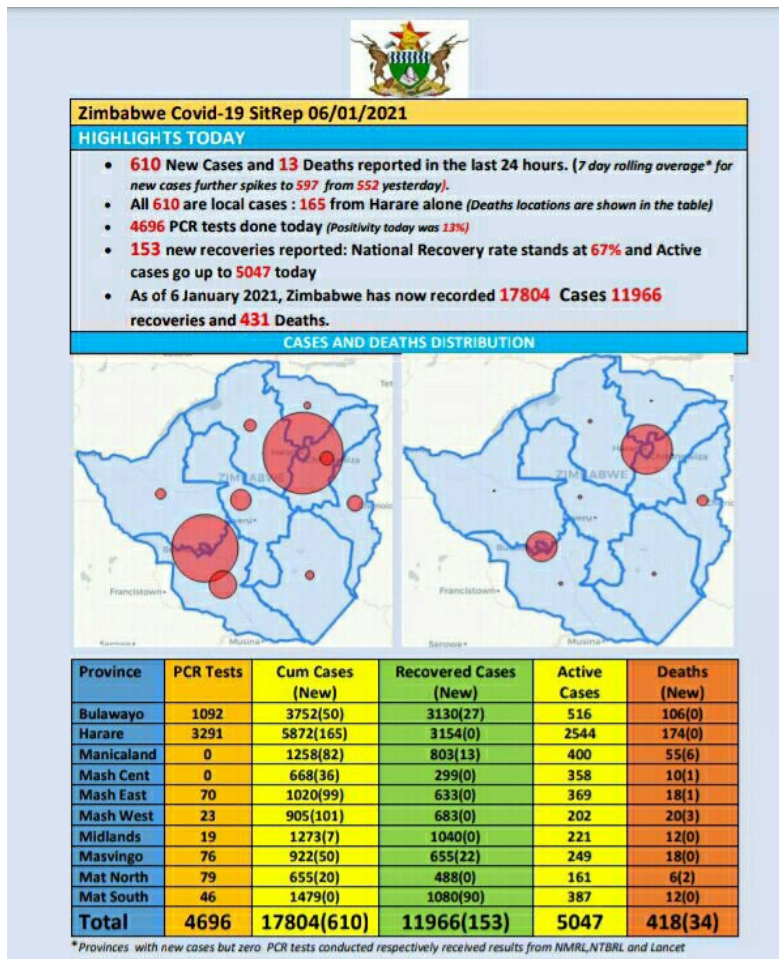 Zimbabwe Covid-19 SitRep 06/01/2021
HIGHLIGHTS TODAY
• 610 New Cases and 13 Deaths reported in the last 24 hours. (7 day rolling average* for
new cases further spikes to 597 from 552 yesterday).
• All 610 are local cases : 165 from Harare alone (Deaths locations are shown in the table)
• 4696 PCR tests done today (Positivity today was 13%)
• 153 new recoveries reported: National Recovery rate stands at 67% and Active
cases go up to 5047 today
• As of 6 January 2021, Zimbabwe has now recorded 17804 Cases 11966
recoveries and 431 Deaths.
CASES AND DEATHS DISTRIBUTION
ZIMBABWE
Francistown
Musina
ZIMBABWE
Francistown
Serowe
Musina
Province PCR Tests Cum Cases (New) Recovered Cases (New) Active Cases Deaths (New)
Bulawayo 1092 3752(50) 3130(27) 516 106(0)
Harare 3291 5872(165) 3154(0) 2544 174(0)
Manicaland 0 1258(82) 803(13) 400 55(6)
Mash Cent 0 668(36) 299(0) 358 10(1)
Mash East 70 1020(99) 633(0) 369 18(1)
Mash West 23 905(101) 683(0) 202 20(3)
Midlands 19 1273(7) 1040(0) 221 12(0)
Masvingo 76 922(50) 655(22) 249 18(0)
Mat North 79 655(20) 488(0) 161 6(2)
Mat South 46 1479(0) 1080(90) 387 12(0)
Total 4696 17804(610) 11966(153) 5047 418(34)
*Provinces with new cases but zero PCR tests conducted respectively received results from NMRL,NTBRL and Lancet